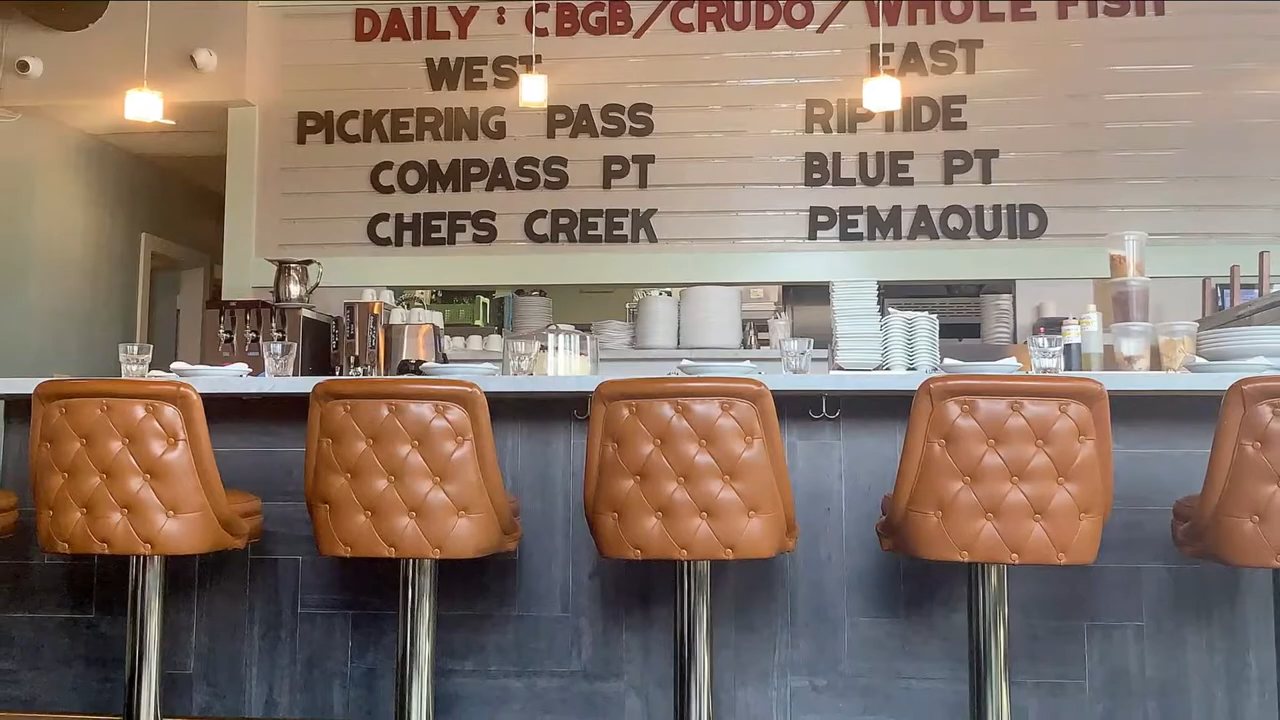 DAILY : CBGB/CRUDO/WHOLE FISH
WEST EAST
PICKERING PASS RIPTIDE
COMPASS PT BLUE PT
CHEFS CREEK PEMAQUID